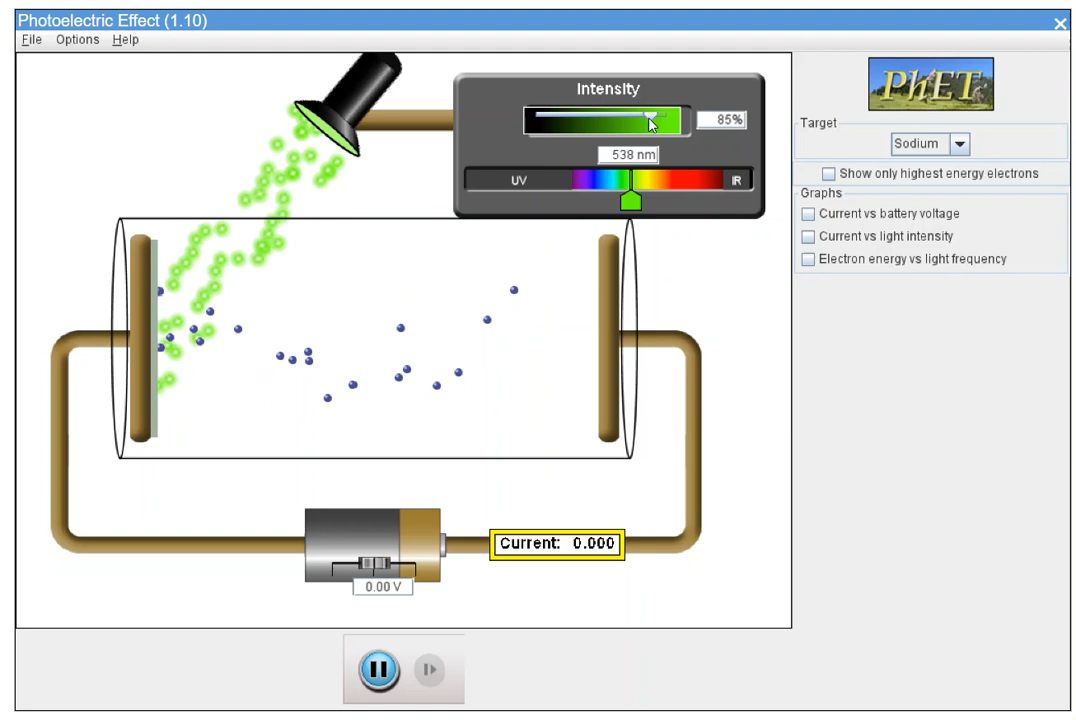 Photoelectric Effect (1.10)
File Options Help
Intensity
85%
538 nm
UV IR
PhET
Target
Sodium
Show only highest energy electrons
Graphs
Current vs battery voltage
Current vs light intensity
Electron energy vs light frequency
Current: 0.000
0.00 V